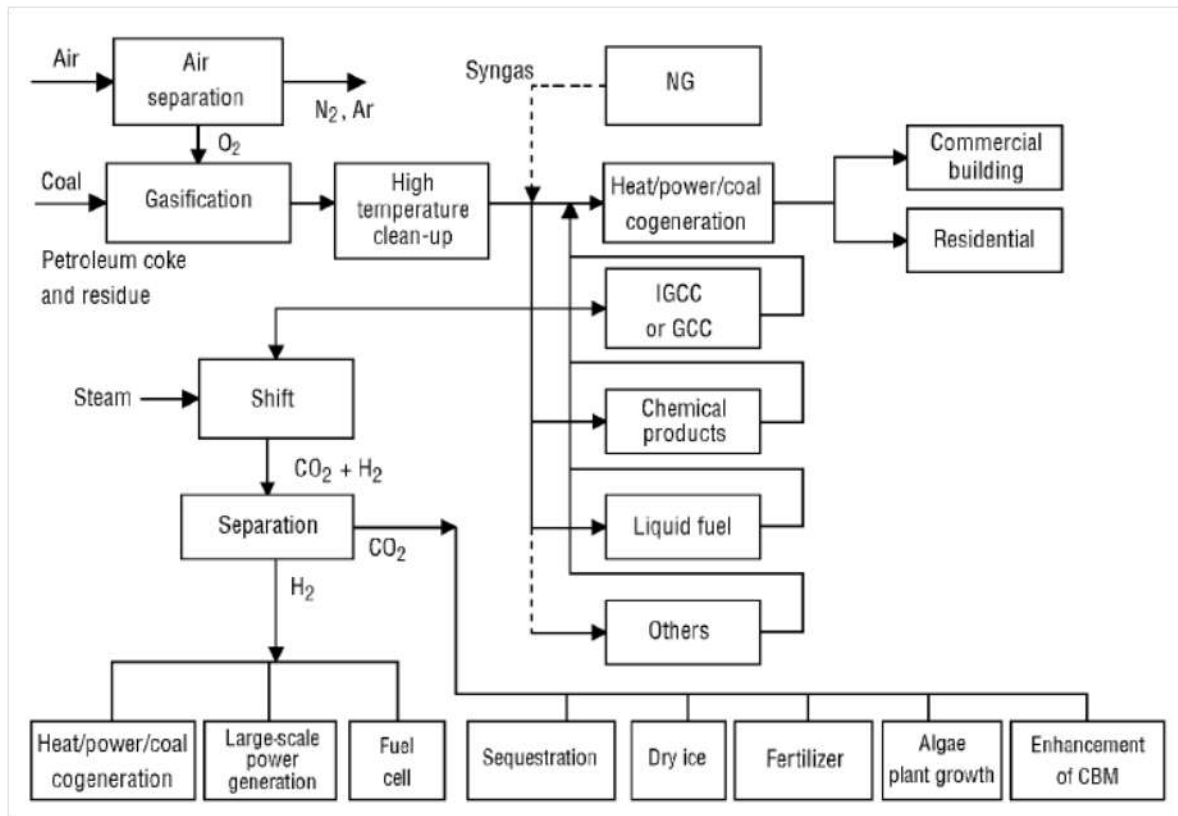 Air
Air
separation
N2, Ar
O2
Syngas
NG
Coal
Gasification
High
temperature
clean-up
Heat/power/coal
cogeneration
Commercial
building
Residential
Petroleum coke
and residue
IGCC
or GCC
Steam
Shift
Chemical
products
CO2 + H2
Separation
CO2
Liquid fuel
H2
Others
Heat/power/coal
cogeneration
Large-scale
power
generation
Fuel
cell
Sequestration
Dry ice
Fertilizer
Algae
plant growth
Enhancement
of CBM